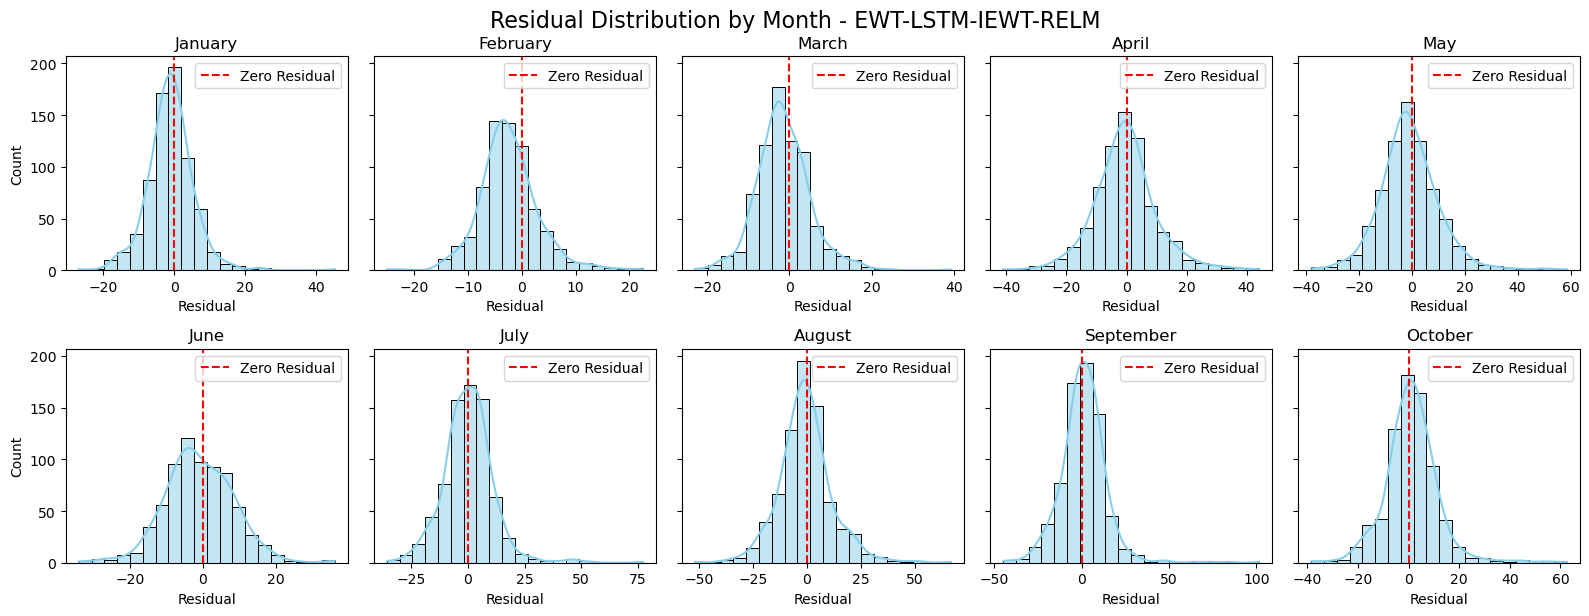 Residual Distribution by Month - EWT-LSTM-IEWT-RELM
January February March April May
Zero Residual Zero Residual Zero Residual Zero Residual Zero Residual
200
150
100
50
0
Count
−20 0 20 40 −20 −10 0 10 20 −20 0 20 40 −40 −20 0 20 40 −40 −20 0 20 40 60
Residual Residual Residual Residual Residual
June July August September October
Zero Residual Zero Residual Zero Residual Zero Residual Zero Residual
200
150
100
50
0
Count
−20 0 20 −25 0 25 50 75 −50 −25 0 25 50 −50 0 50 100 −40 −20 0 20 40 60
Residual Residual Residual Residual Residual